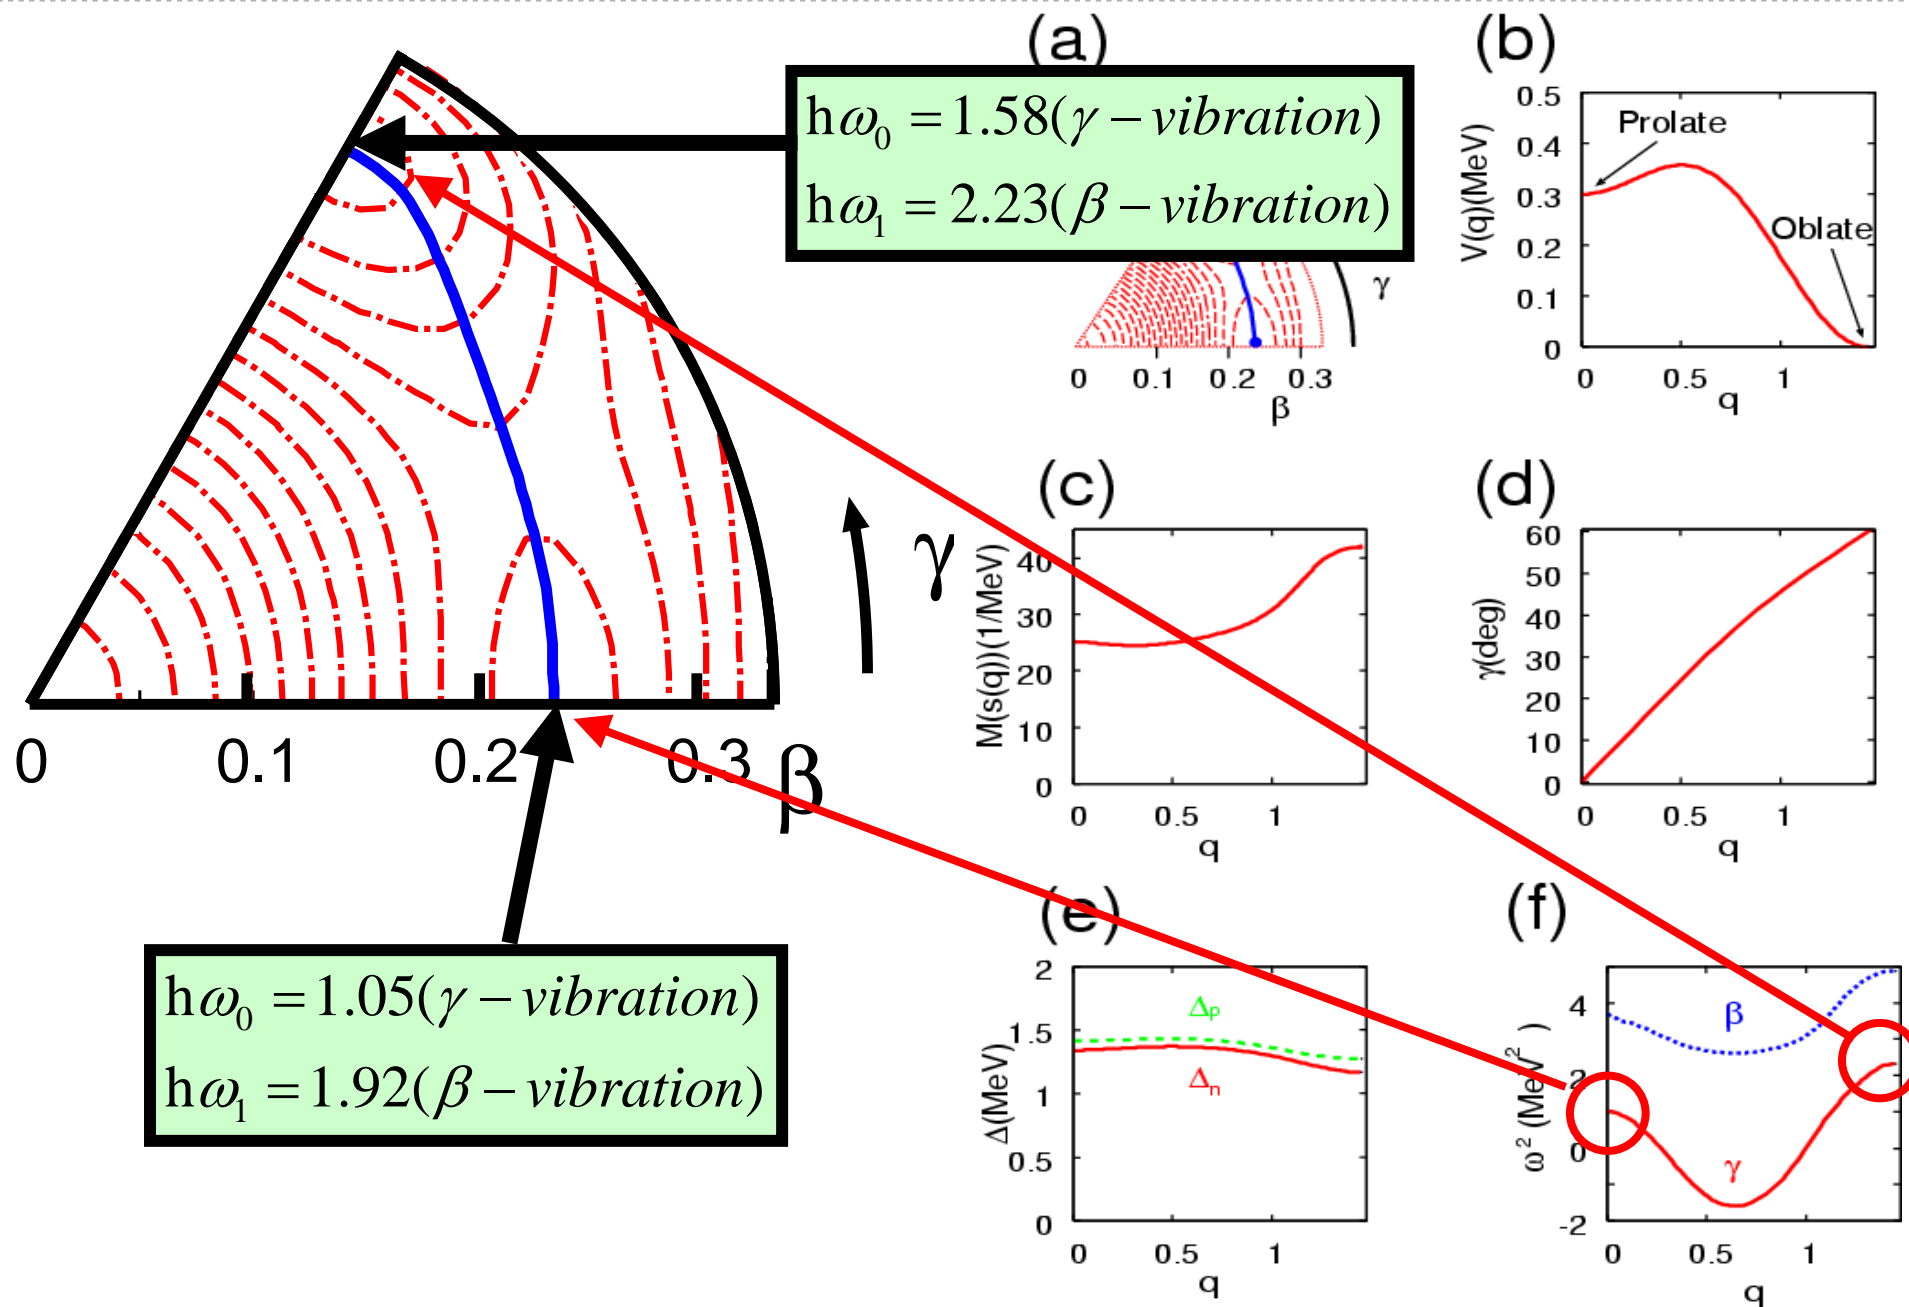 (a)
hω₀ = 1.58(γ – vibration)
hω₁ = 2.23(β – vibration)
γ
0 0.1 0.2 0.3
β
(b)
V(q)(MeV)
0.5
0.4
0.3
0.2
0.1
0
Prolate
Oblate
0 0.5 1
q
γ
0 0.1 0.2 0.3 β
hω₀ = 1.05(γ – vibration)
hω₁ = 1.92(β – vibration)
(c)
M(s(q))(1/MeV)
40
30
20
10
0
0 0.5 1
q
(d)
γ(deg)
60
50
40
30
20
10
0
0 0.5 1
q
(e)
Δ(MeV)
2
1.5
1
0.5
0
Δp
Δn
0 0.5 1
q
(f)
ω² (MeV²)
4
2
0
-2
β
γ
0 0.5 1
q